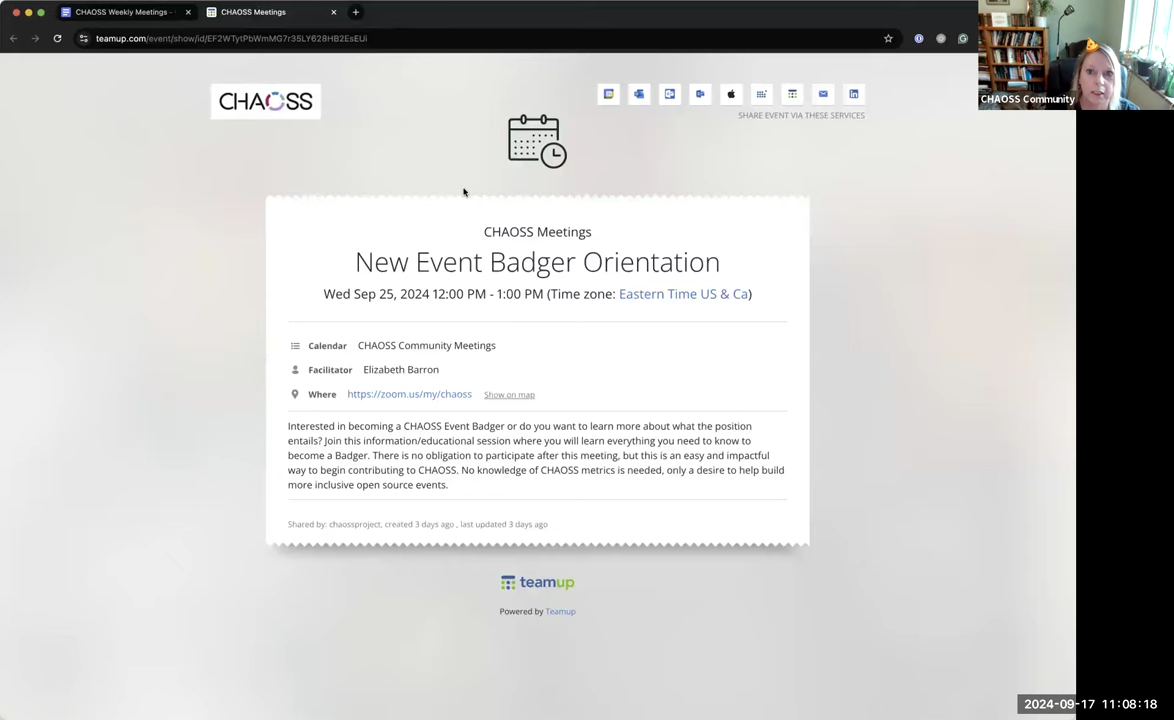 CHAOSS Weekly Meetings -
CHAOSS Meetings
teamup.com/event/show/id/EF2WTytPbWmMG7r35LY628HB2EsEUi
CHAOSS Community
CHAOSS
SHARE EVENT VIA THESE SERVICES
CHAOSS Meetings
New Event Badger Orientation
Wed Sep 25, 2024 12:00 PM - 1:00 PM (Time zone: Eastern Time US & Ca)
Calendar CHAOSS Community Meetings
Facilitator Elizabeth Barron
Where https://zoom.us/my/chaoss Show on map
Interested in becoming a CHAOSS Event Badger or do you want to learn more about what the position
entails? Join this information/educational session where you will learn everything you need to know to
become a Badger. There is no obligation to participate after this meeting, but this is an easy and impactful
way to begin contributing to CHAOSS. No knowledge of CHAOSS metrics is needed, only a desire to help build
more inclusive open source events.
Shared by: chaossproject, created 3 days ago , last updated 3 days ago
teamup
Powered by Teamup
2024-09-17 11:08:18